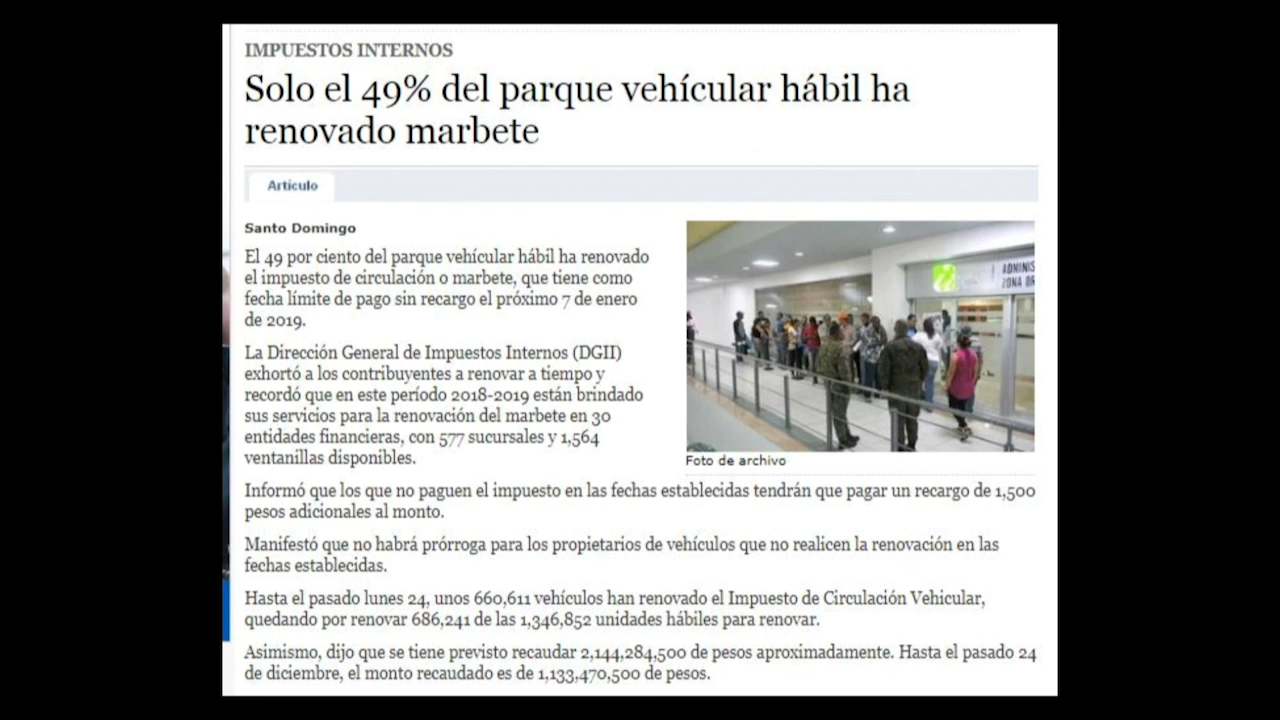 IMPUESTOS INTERNOS
Solo el 49% del parque vehícular hábil ha
renovado marbete
Artículo
Santo Domingo
El 49 por ciento del parque vehícular hábil ha renovado
el impuesto de circulación o marbete, que tiene como
fecha límite de pago sin recargo el próximo 7 de enero
de 2019.
La Dirección General de Impuestos Internos (DGII)
exhortó a los contribuyentes a renovar a tiempo y
recordó que en este período 2018-2019 están brindado
sus servicios para la renovación del marbete en 30
entidades financieras, con 577 sucursales y 1,564
ventanillas disponibles.
ADMINIS
ZONA OR
Foto de archivo
Informó que los que no paguen el impuesto en las fechas establecidas tendrán que pagar un recargo de 1,500
pesos adicionales al monto.
Manifestó que no habrá prórroga para los propietarios de vehículos que no realicen la renovación en las
fechas establecidas.
Hasta el pasado lunes 24, unos 660,611 vehículos han renovado el Impuesto de Circulación Vehicular,
quedando por renovar 686,241 de las 1,346,852 unidades hábiles para renovar.
Asimismo, dijo que se tiene previsto recaudar 2,144,284,500 de pesos aproximadamente. Hasta el pasado 24
de diciembre, el monto recaudado es de 1,133,470,500 de pesos.